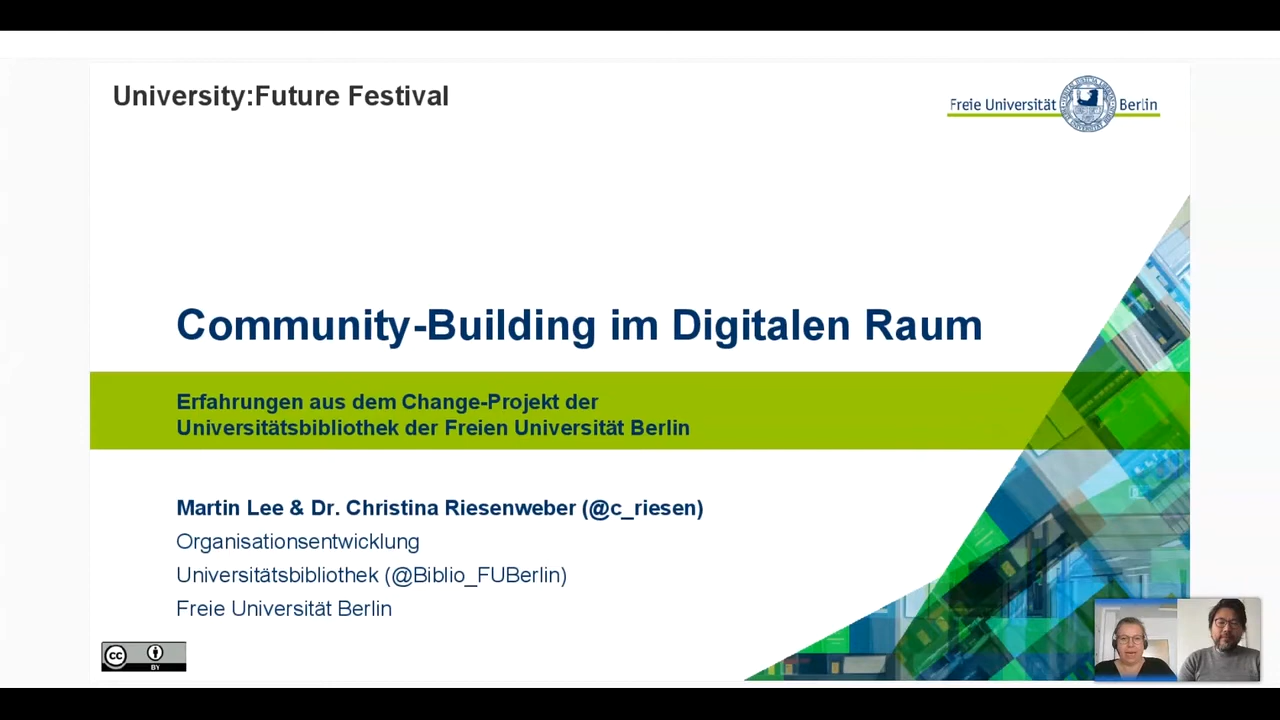 University:Future Festival
Freie Universität Berlin
Community-Building im Digitalen Raum
Erfahrungen aus dem Change-Projekt der
Universitätsbibliothek der Freien Universität Berlin
Martin Lee & Dr. Christina Riesenweber (@c_riesen)
Organisationsentwicklung
Universitätsbibliothek (@Biblio_FUBerlin)
Freie Universität Berlin
CC BY